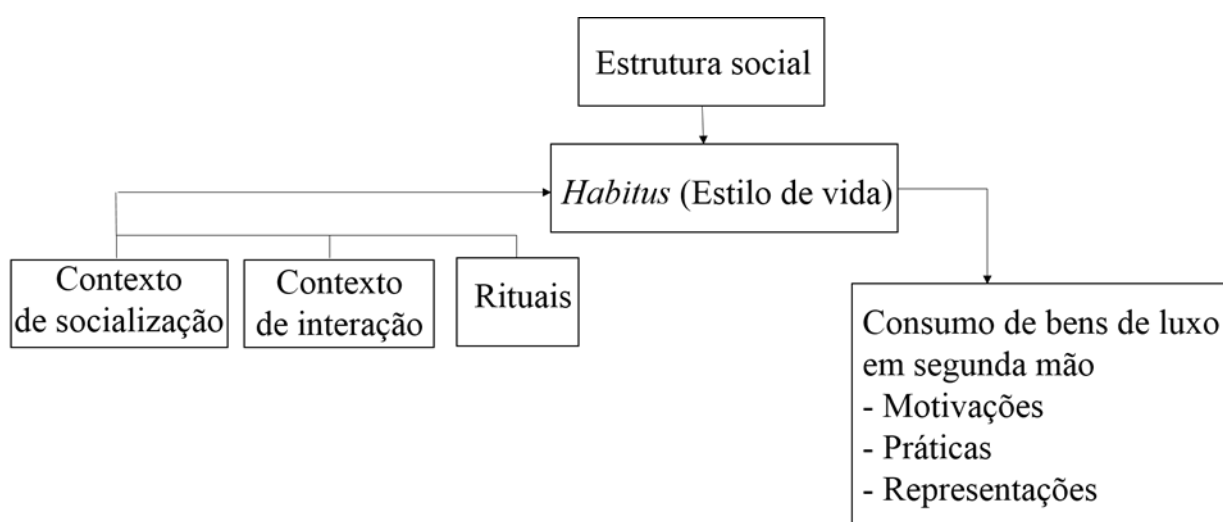 Estrutura social
Habitus (Estilo de vida)
Contexto
de socialização
Contexto
de interação
Rituais
Consumo de bens de luxo
em segunda mão
- Motivações
- Práticas
- Representações